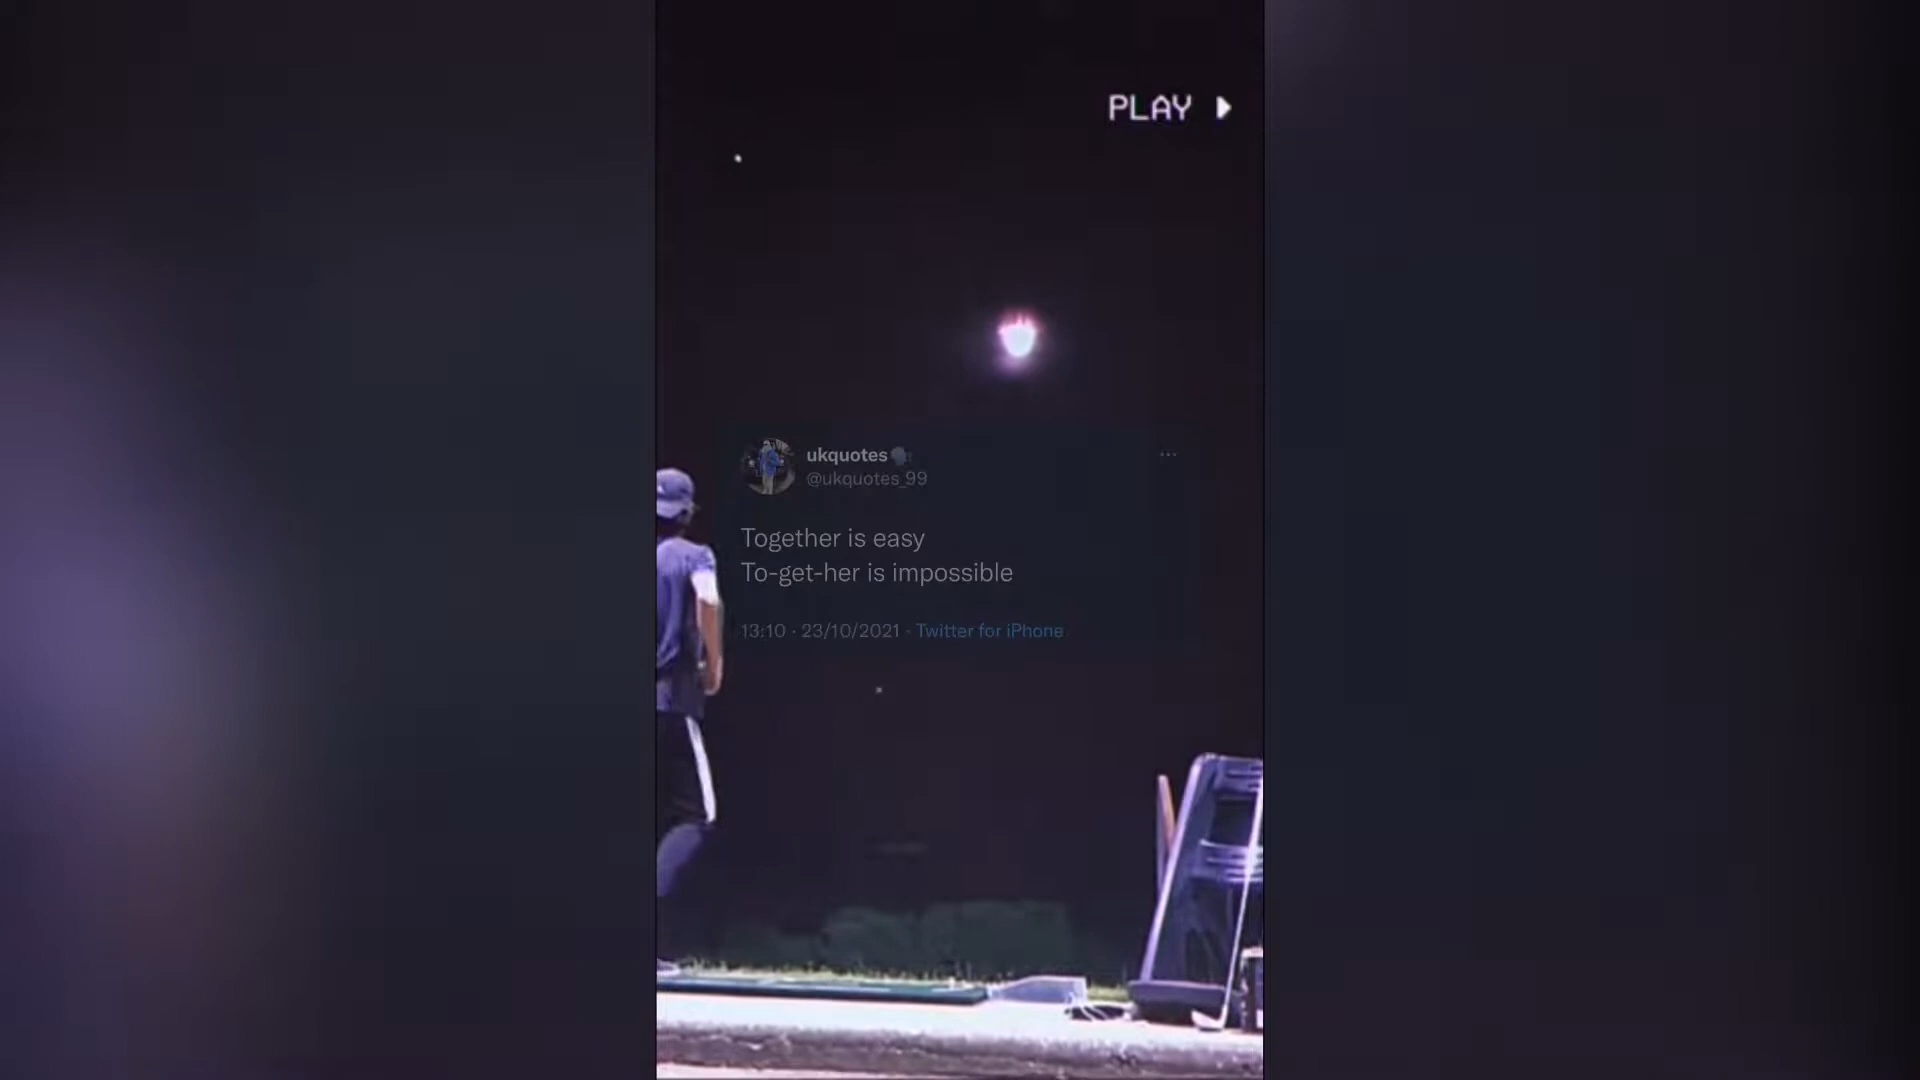 PLAY
ukquotes
@ukquotes_99
Together is easy
To-get-her is impossible
13:10 · 23/10/2021 · Twitter for iPhone